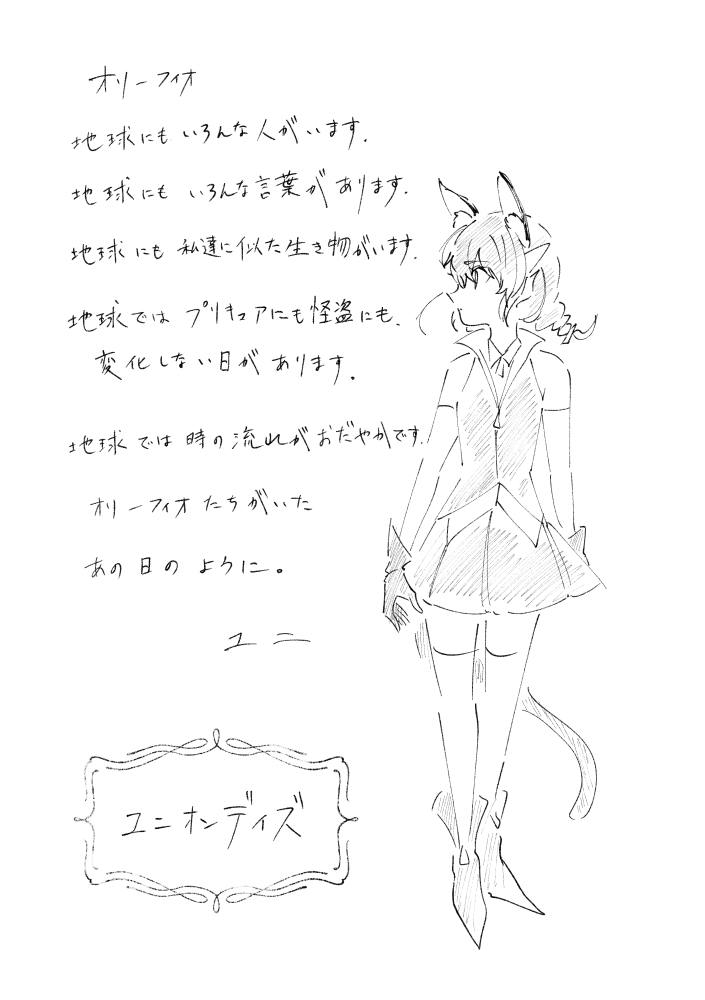 オリーフィオ
地球にも いろんな人がいます.
地球にも いろんな言葉があります.
地球にも 私達に似た生き物がいます.
地球では プリキュアにも怪盗にも.
変化しない日があります.
地球では 時の流れがおだやかです.
オリーフィオたちがいた
あの日のように。
ユニ
ユニオンデイズ